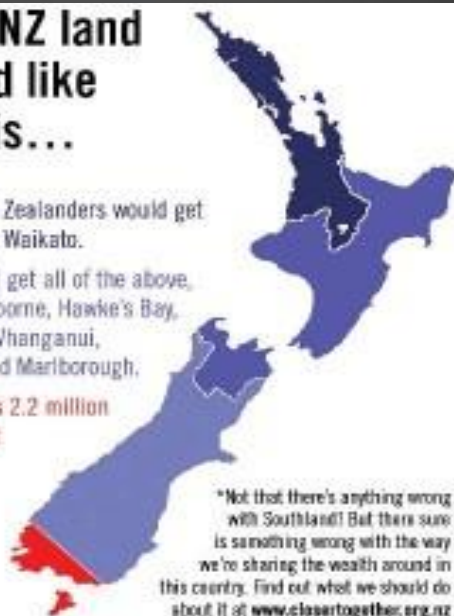 NZ land
d like
s...
Zealanders would get
Waikato.
get all of the above,
borne, Hawke's Bay,
Whanganui,
d Marlborough.
s 2.2 million
*Not that there's anything wrong
with Southland! But there sure
is something wrong with the way
we're sharing the wealth around in
this country. Find out what we should do
about it at www.closertogether.org.nz